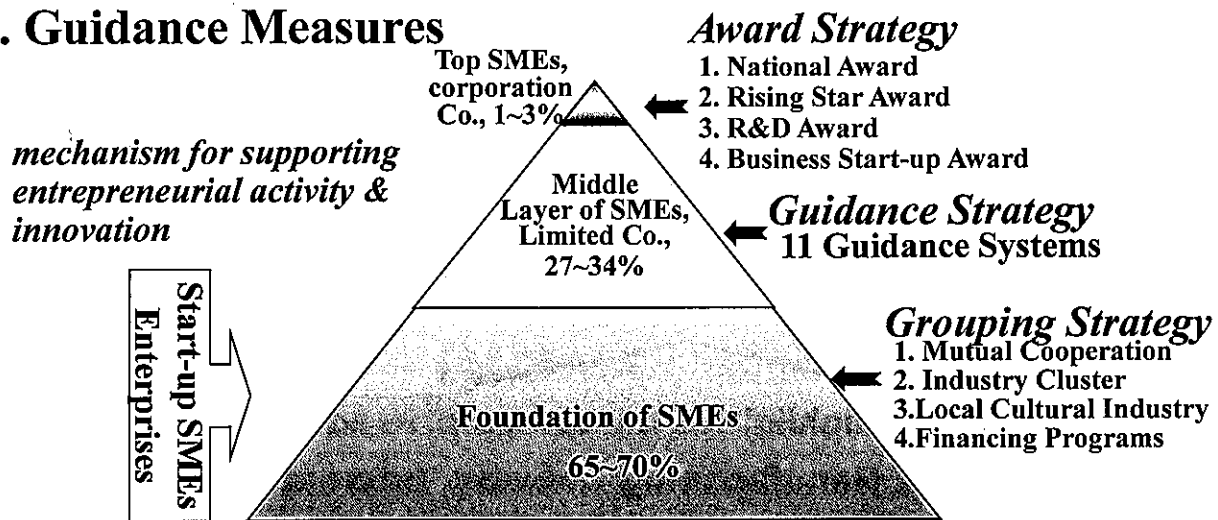 . Guidance Measures
Top SMEs,
corporation
Co., 1~3%
Award Strategy
1. National Award
2. Rising Star Award
3. R&D Award
4. Business Start-up Award
mechanism for supporting
entrepreneurial activity &
innovation
Middle
Layer of SMEs,
Limited Co.,
27~34%
Guidance Strategy
11 Guidance Systems
Start-up SMEs
Enterprises
Grouping Strategy
1. Mutual Cooperation
2. Industry Cluster
3.Local Cultural Industry
4.Financing Programs
Foundation of SMEs
65~70%